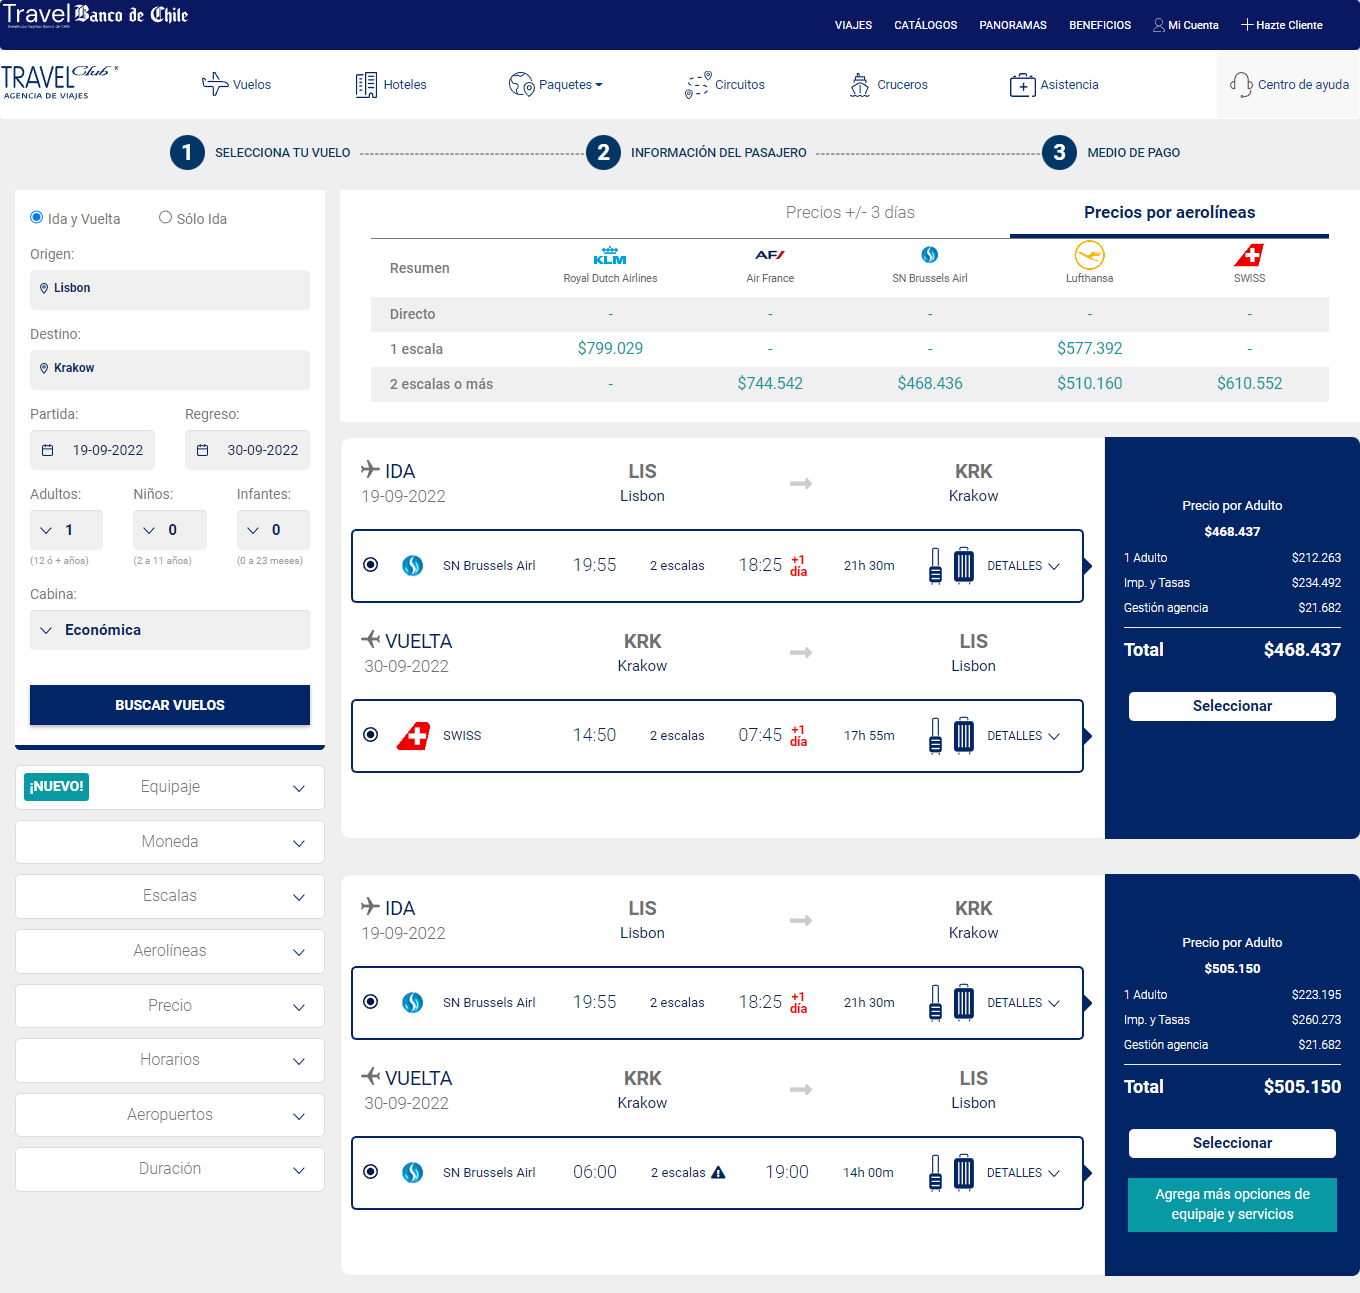 Travel Banco de Chile
VIAJES CATÁLOGOS PANORAMAS BENEFICIOS Mi Cuenta Hazte Cliente
TRAVEL Club ®
AGENCIA DE VIAJES
Vuelos Hoteles Paquetes Circuitos Cruceros Asistencia Centro de ayuda
1 SELECCIONA TU VUELO 2 INFORMACIÓN DEL PASAJERO 3 MEDIO DE PAGO
Ida y Vuelta Sólo Ida
Origen:
Lisbon
Destino:
Krakow
Partida: Regreso:
19-09-2022 30-09-2022
Adultos: Niños: Infantes:
1 0 0
(12 ó + años) (2 a 11 años) (0 a 23 meses)
Cabina:
Económica
BUSCAR VUELOS
¡NUEVO! Equipaje
Moneda
Escalas
Aerolíneas
Precio
Horarios
Aeropuertos
Duración
Precios +/- 3 días Precios por aerolíneas
Resumen KLM Royal Dutch Airlines AF Air France SN Brussels Airl Lufthansa SWISS
Directo - - - - -
1 escala $799.029 - - $577.392 -
2 escalas o más - $744.542 $468.436 $510.160 $610.552
IDA LIS KRK
19-09-2022 Lisbon Krakow
SN Brussels Airl 19:55 2 escalas 18:25 +1 día 21h 30m DETALLES
VUELTA KRK LIS
30-09-2022 Krakow Lisbon
SWISS 14:50 2 escalas 07:45 +1 día 17h 55m DETALLES
Precio por Adulto
$468.437
1 Adulto $212.263
Imp. y Tasas $234.492
Gestión agencia $21.682
Total $468.437
Seleccionar
IDA LIS KRK
19-09-2022 Lisbon Krakow
SN Brussels Airl 19:55 2 escalas 18:25 +1 día 21h 30m DETALLES
VUELTA KRK LIS
30-09-2022 Krakow Lisbon
SN Brussels Airl 06:00 2 escalas 19:00 14h 00m DETALLES
Precio por Adulto
$505.150
1 Adulto $223.195
Imp. y Tasas $260.273
Gestión agencia $21.682
Total $505.150
Seleccionar
Agrega más opciones de
equipaje y servicios